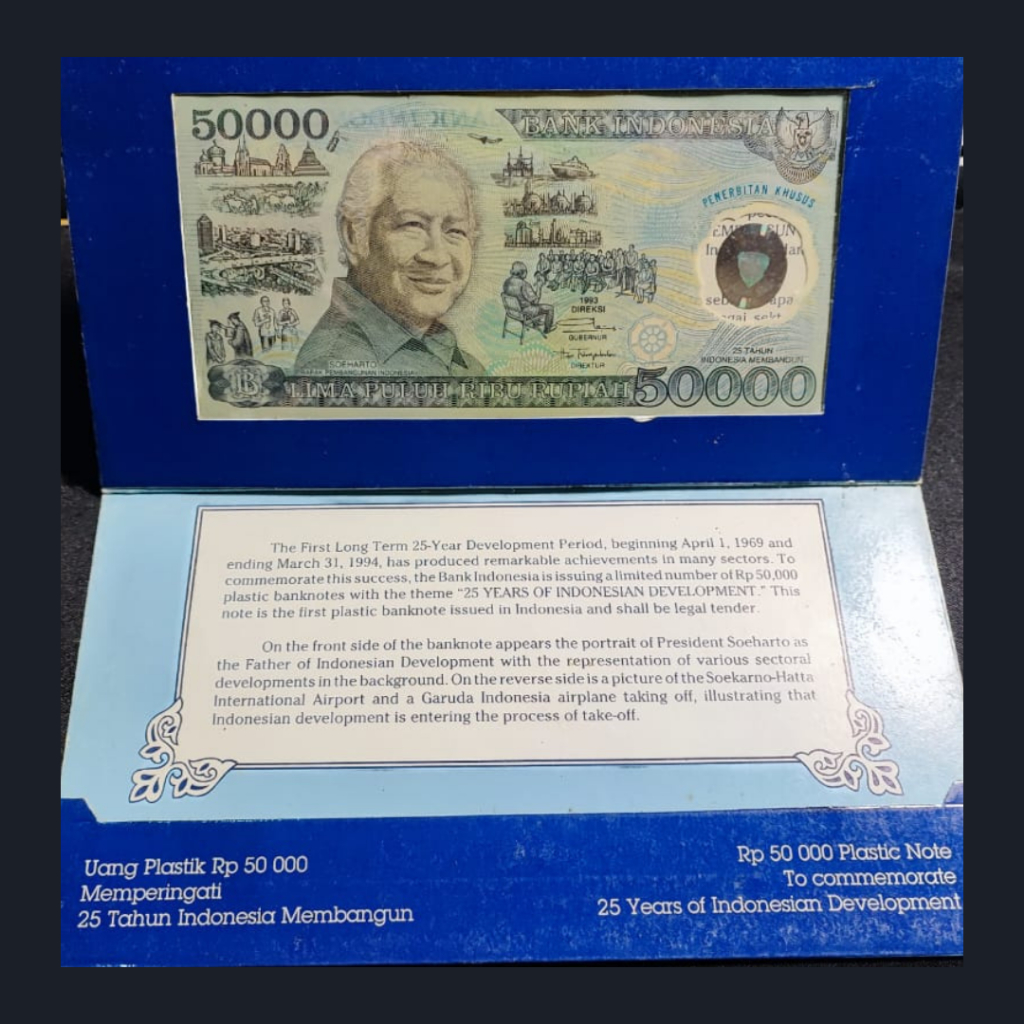 50000
BANK INDONESIA
PENERBITAN KHUSUS
1993
DIREKSI
GUBERNUR
DIREKTUR
SOEHARTO
BAPAK PEMBANGUNAN INDONESIA
25 TAHUN
INDONESIA MEMBANGUN
LIMA PULUH RIBU RUPIAH 50000
The First Long Term 25-Year Development Period, beginning April 1, 1969 and
ending March 31, 1994, has produced remarkable achievements in many sectors. To
commemorate this success, the Bank Indonesia is issuing a limited number of Rp 50,000
plastic banknotes with the theme “25 YEARS OF INDONESIAN DEVELOPMENT.” This
note is the first plastic banknote issued in Indonesia and shall be legal tender.
On the front side of the banknote appears the portrait of President Soeharto as
the Father of Indonesian Development with the representation of various sectoral
developments in the background. On the reverse side is a picture of the Soekarno-Hatta
International Airport and a Garuda Indonesia airplane taking off, illustrating that
Indonesian development is entering the process of take-off.
Uang Plastik Rp 50 000
Memperingati
25 Tahun Indonesia Membangun
Rp 50 000 Plastic Note
To commemorate
25 Years of Indonesian Development